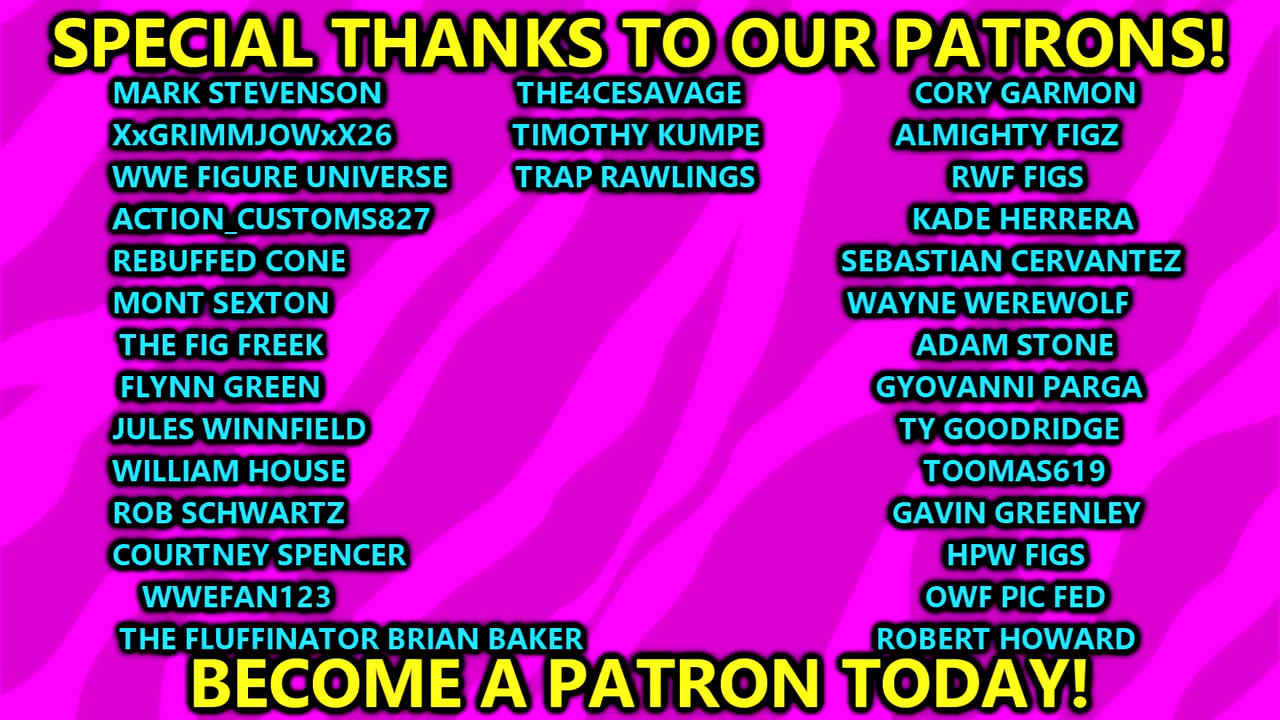 SPECIAL THANKS TO OUR PATRONS!
MARK STEVENSON
XxGRIMMJOWxX26
WWE FIGURE UNIVERSE
ACTION_CUSTOMS827
REBUFFED CONE
MONT SEXTON
THE FIG FREEK
FLYNN GREEN
JULES WINNFIELD
WILLIAM HOUSE
ROB SCHWARTZ
COURTNEY SPENCER
WWEFAN123
THE FLUFFINATOR BRIAN BAKER
THE4CESAVAGE
TIMOTHY KUMPE
TRAP RAWLINGS
CORY GARMON
ALMIGHTY FIGZ
RWF FIGS
KADE HERRERA
SEBASTIAN CERVANTEZ
WAYNE WEREWOLF
ADAM STONE
GYOVANNI PARGA
TY GOODRIDGE
TOOMAS619
GAVIN GREENLEY
HPW FIGS
OWF PIC FED
ROBERT HOWARD
BECOME A PATRON TODAY!